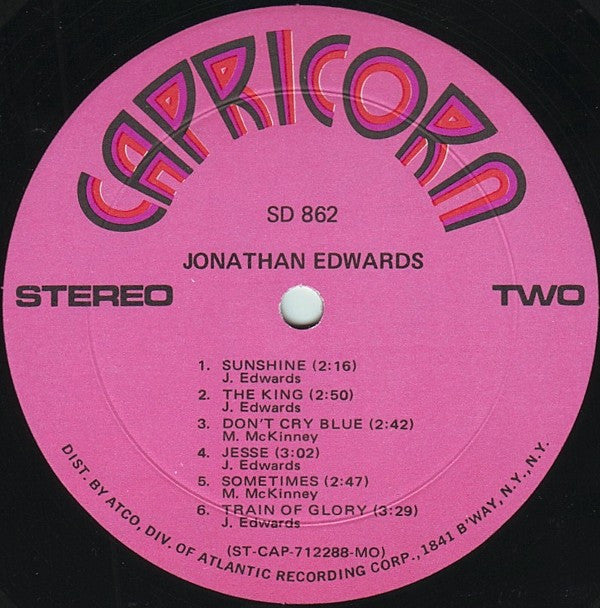 CAPRICORN
SD 862
JONATHAN EDWARDS
STEREO
TWO
1. SUNSHINE (2:16)
J. Edwards
2. THE KING (2:50)
J. Edwards
3. DON'T CRY BLUE (2:42)
M. McKinney
4. JESSE (3:02)
J. Edwards
5. SOMETIMES (2:47)
M. McKinney
6. TRAIN OF GLORY (3:29)
J. Edwards
(ST-CAP-712288-MO)
DIST. BY ATCO, DIV. OF ATLANTIC RECORDING CORP., 1841 B'WAY, N.Y., N.Y.